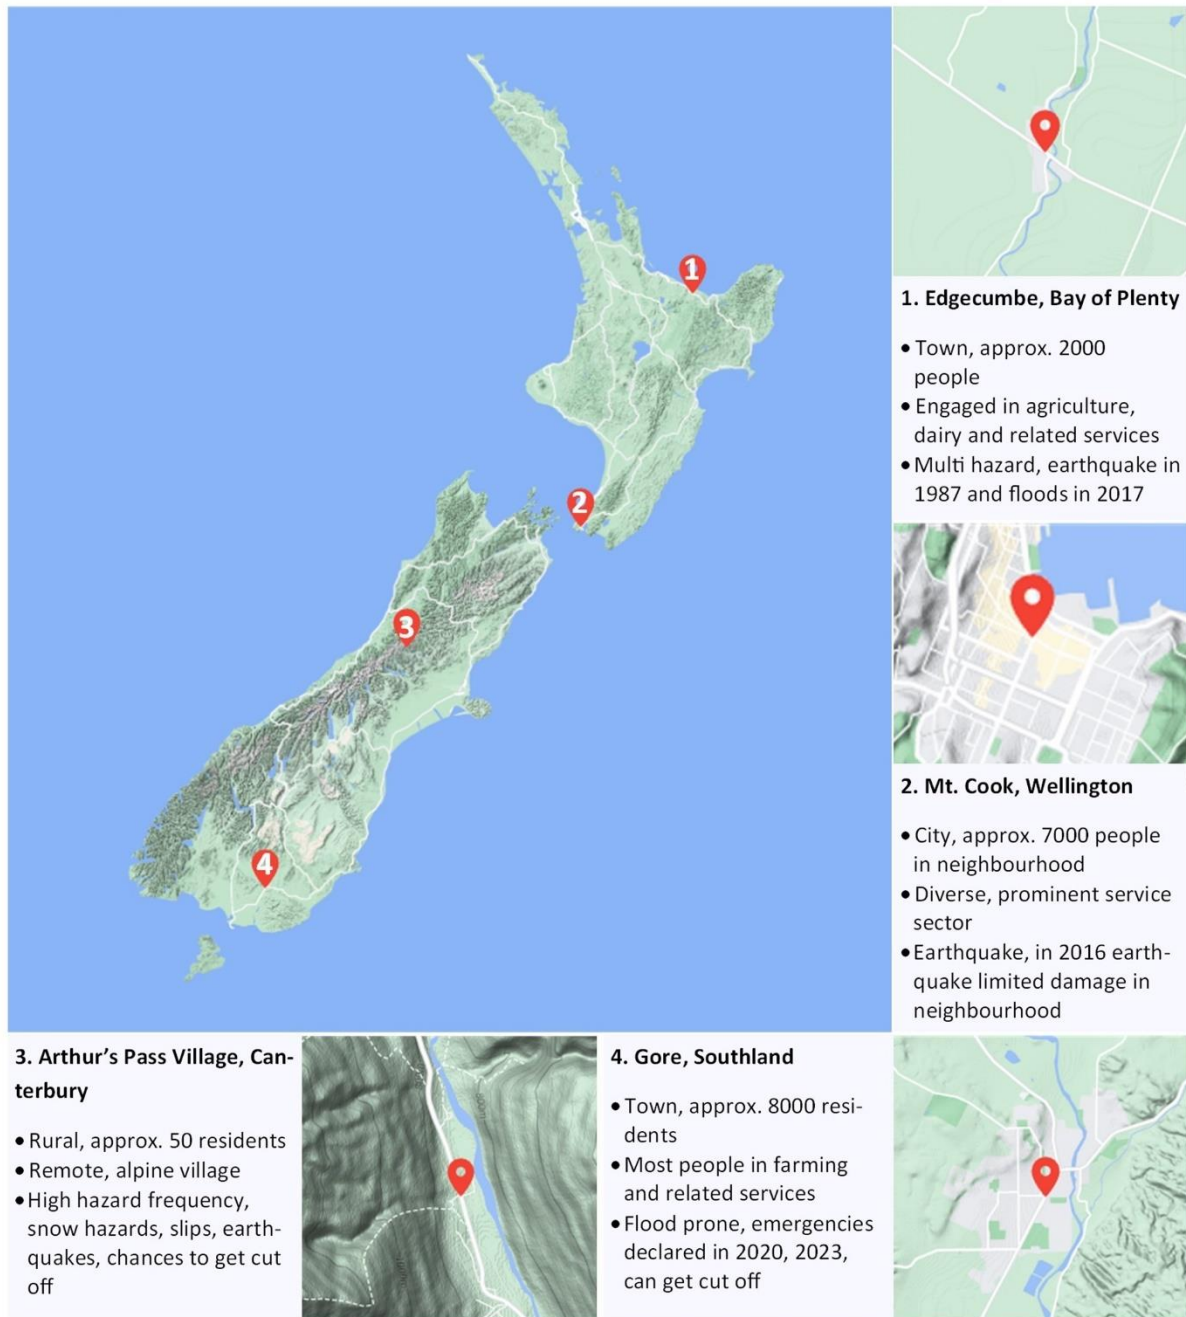 1
2
3
4
1. Edgecumbe, Bay of Plenty
• Town, approx. 2000
people
• Engaged in agriculture,
dairy and related services
• Multi hazard, earthquake in
1987 and floods in 2017
2. Mt. Cook, Wellington
• City, approx. 7000 people
in neighbourhood
• Diverse, prominent service
sector
• Earthquake, in 2016 earth-
quake limited damage in
neighbourhood
3. Arthur’s Pass Village, Can-
terbury
• Rural, approx. 50 residents
• Remote, alpine village
• High hazard frequency,
snow hazards, slips, earth-
quakes, chances to get cut
off
4. Gore, Southland
• Town, approx. 8000 resi-
dents
• Most people in farming
and related services
• Flood prone, emergencies
declared in 2020, 2023,
can get cut off